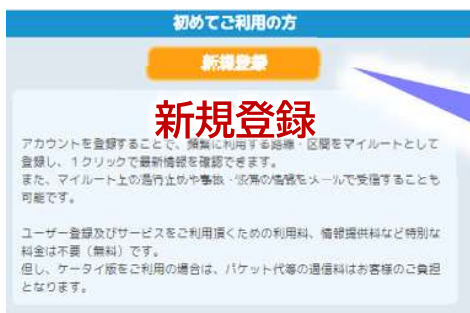 初めてご利用の方
新規登録
新規登録
アカウントを登録することで、頻繁に利用する路線・区間をマイルートとして
登録し、1クリックで最新情報を確認できます。
また、マイルート上の通行止めや事故・渋滞の情報をメールで受信することも
可能です。
ユーザー登録及びサービスをご利用頂くための利用料、情報提供料など特別な
料金は不要（無料）です。
但し、ケータイ版をご利用の場合は、パケット代等の通信料はお客様のご負担
となります。